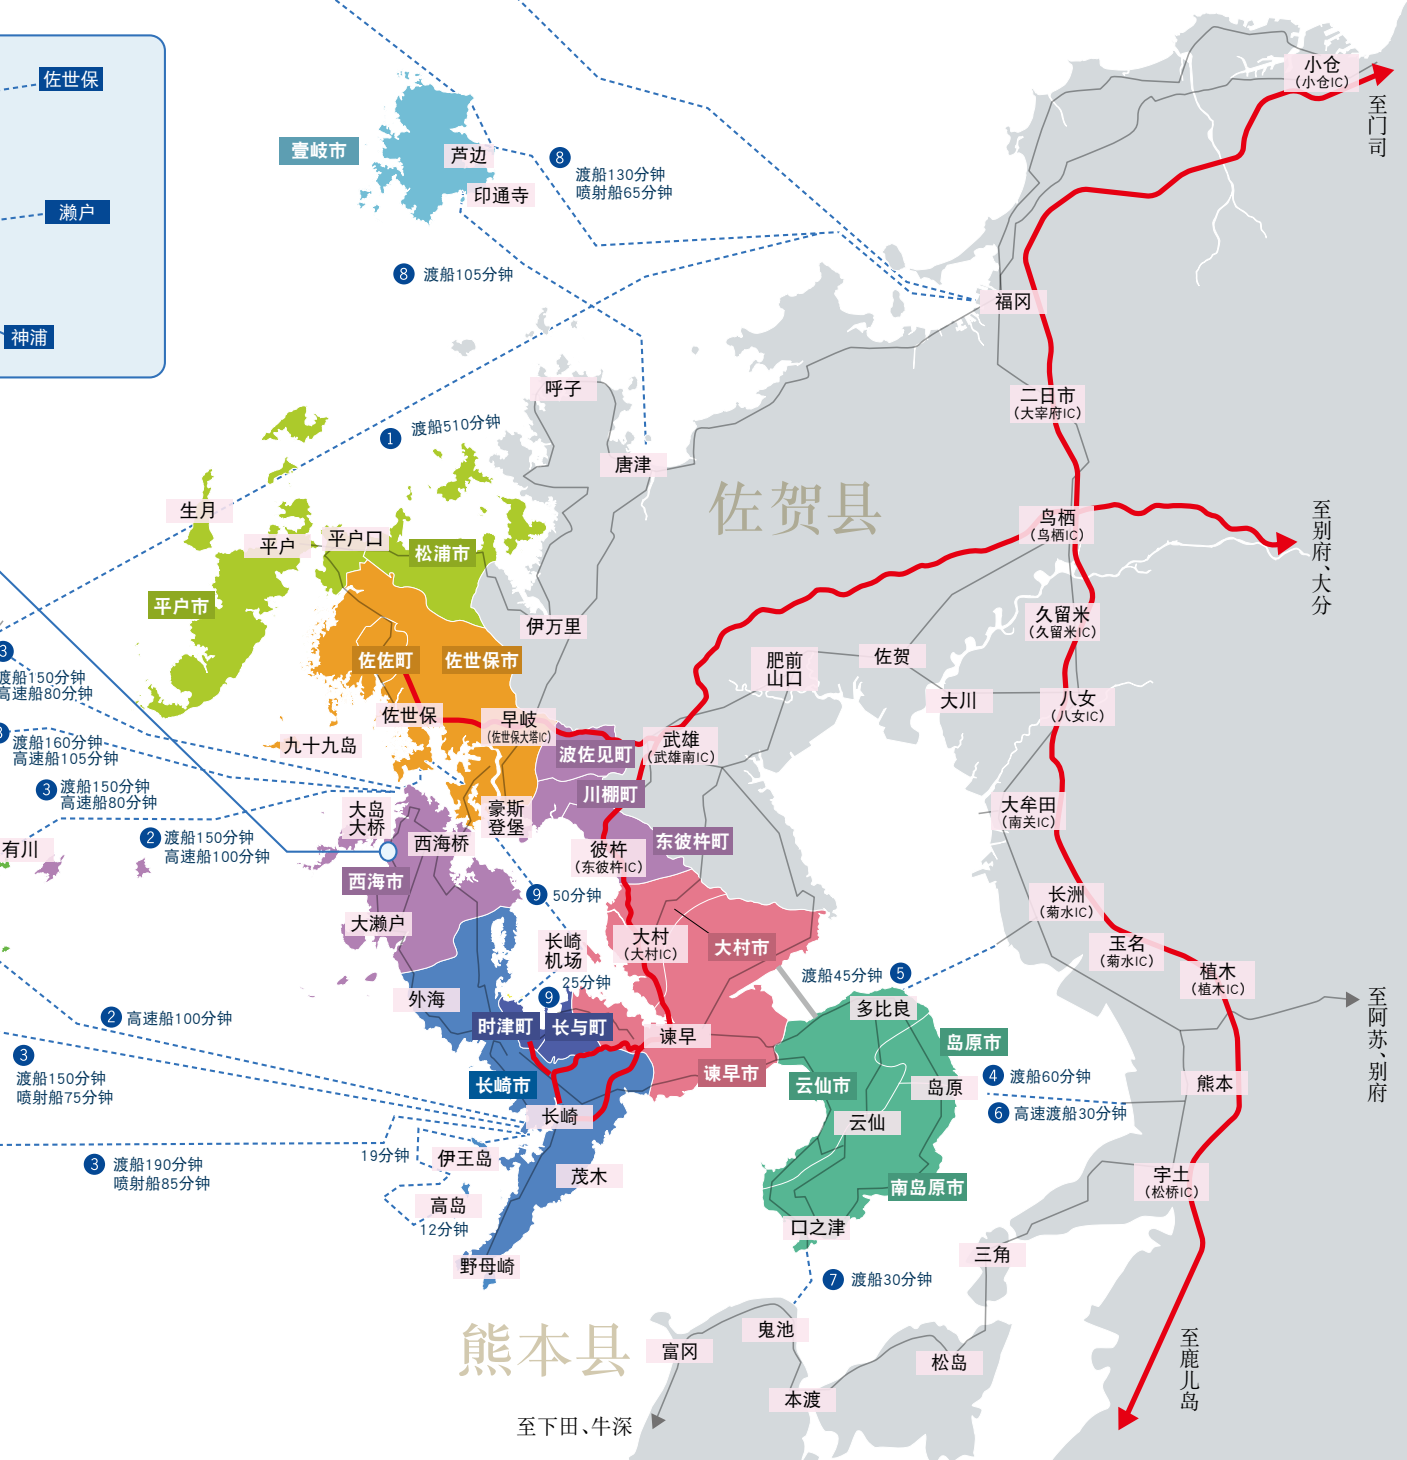 佐世保
濑户
神浦
小仓
(小仓IC)
至门司
壹岐市
芦边
印通寺
8
渡船130分钟
喷射船65分钟
8 渡船105分钟
福冈
二日市
(大宰府IC)
呼子
1 渡船510分钟
唐津
佐贺县
生月
平户
平户口
松浦市
鸟栖
(鸟栖IC)
至别府、大分
平户市
伊万里
久留米
(久留米IC)
佐佐町
佐世保市
肥前
山口
佐贺
大川
八女
(八女IC)
3
渡船150分钟
高速船80分钟
佐世保
早岐
(佐世保大塔IC)
九十九岛
波佐见町
武雄
(武雄南IC)
渡船160分钟
高速船105分钟
3 渡船150分钟
高速船80分钟
川棚町
大岛
大桥
豪斯
登堡
大牟田
(南关IC)
2 渡船150分钟
高速船100分钟
有川
西海桥
彼杵
(东彼杵IC)
东彼杵町
西海市
9 50分钟
长洲
(菊水IC)
大濑户
长崎
机场
大村
(大村IC)
大村市
玉名
(菊水IC)
植木
(植木IC)
25分钟
9
渡船45分钟 5
外海
多比良
至阿苏、别府
2 高速船100分钟
时津町
长与町
谏早
岛原市
3
渡船150分钟
喷射船75分钟
长崎市
谏早市
云仙市
岛原
4 渡船60分钟
6 高速渡船30分钟
熊本
长崎
云仙
19分钟
伊王岛
3 渡船190分钟
喷射船85分钟
茂木
南岛原市
宇土
(松桥IC)
高岛
12分钟
口之津
野母崎
三角
7 渡船30分钟
熊本县
富冈
鬼池
松岛
至鹿儿岛
本渡
至下田、牛深